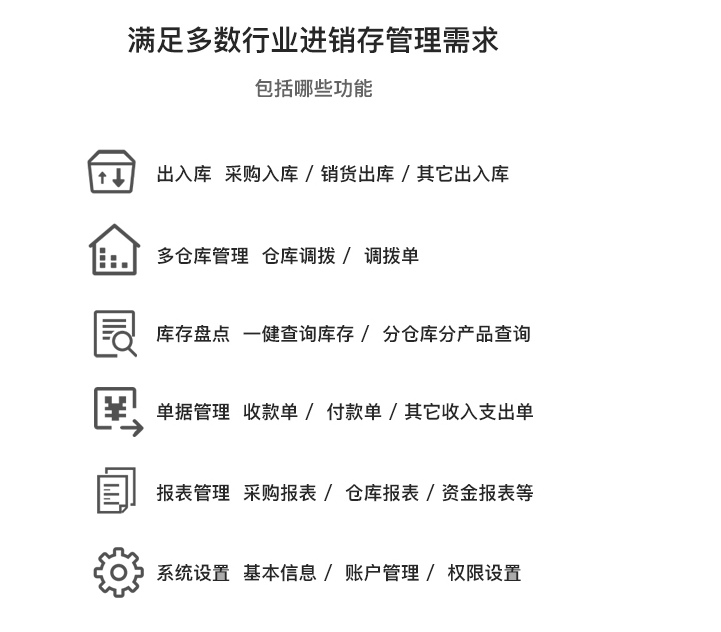 满足多数行业进销存管理需求
包括哪些功能
出入库 采购入库 / 销货出库 / 其它出入库
多仓库管理 仓库调拨 / 调拨单
库存盘点 一健查询库存 / 分仓库分产品查询
¥
单据管理 收款单 / 付款单 / 其它收入支出单
报表管理 采购报表 / 仓库报表 / 资金报表等
系统设置 基本信息 / 账户管理 / 权限设置